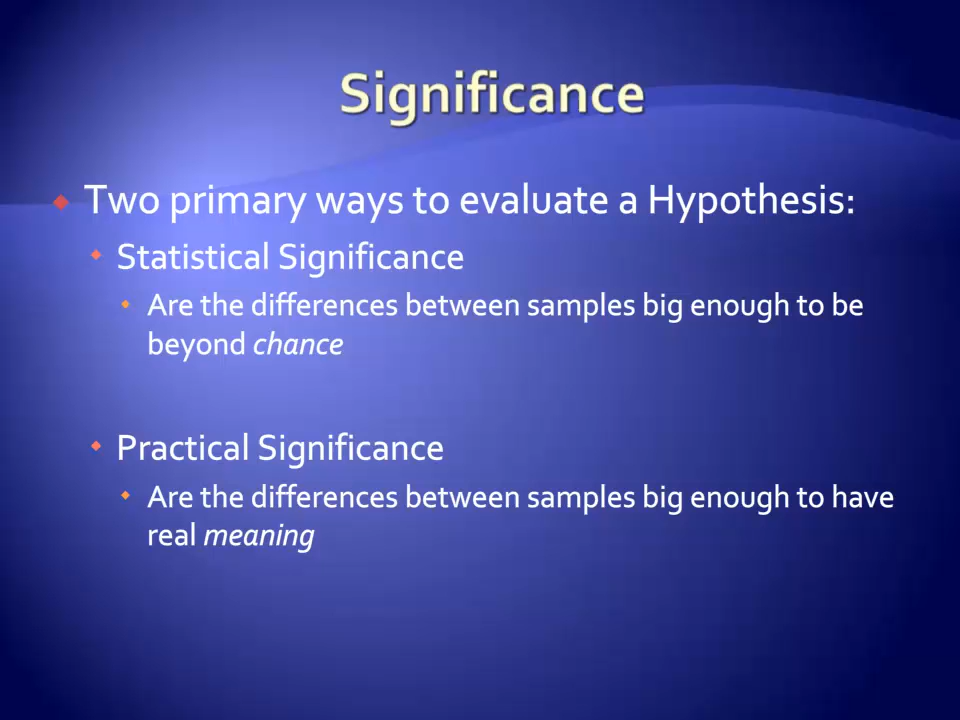 Significance
Two primary ways to evaluate a Hypothesis:
Statistical Significance
Are the differences between samples big enough to be
beyond chance
Practical Significance
Are the differences between samples big enough to have
real meaning